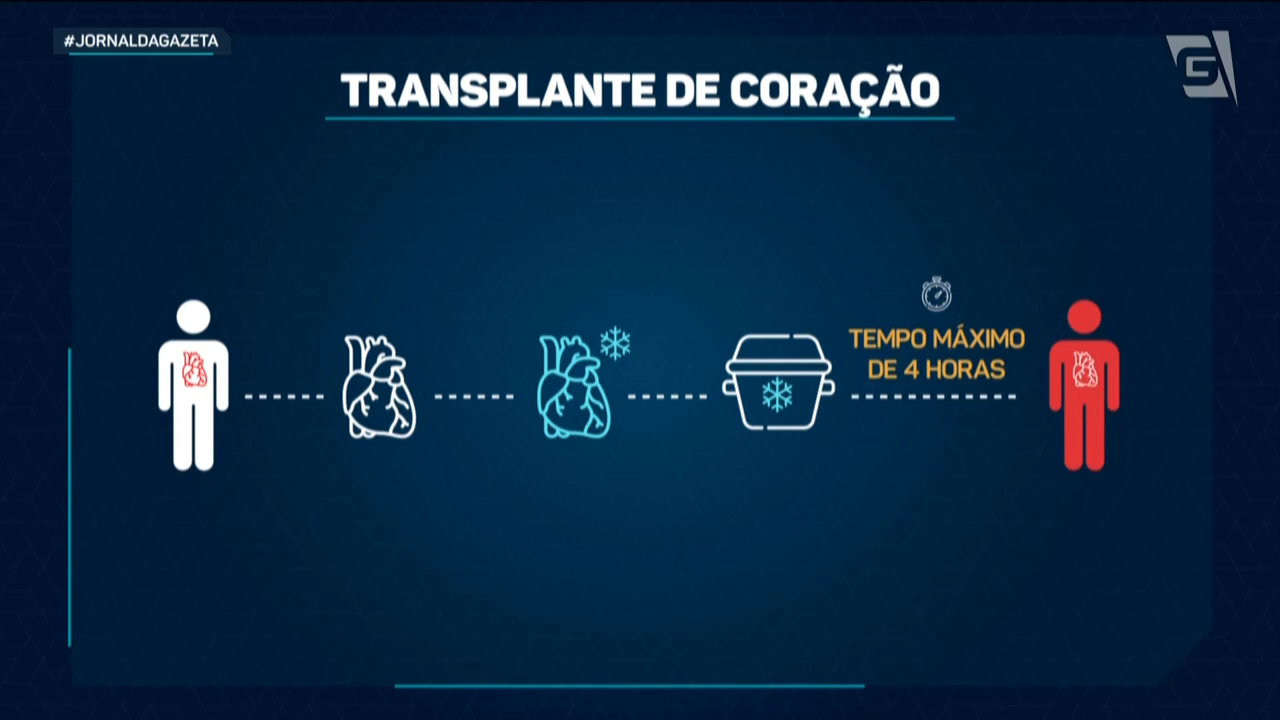 #JORNALDAGAZETA
TRANSPLANTE DE CORAÇÃO
TEMPO MÁXIMO
DE 4 HORAS